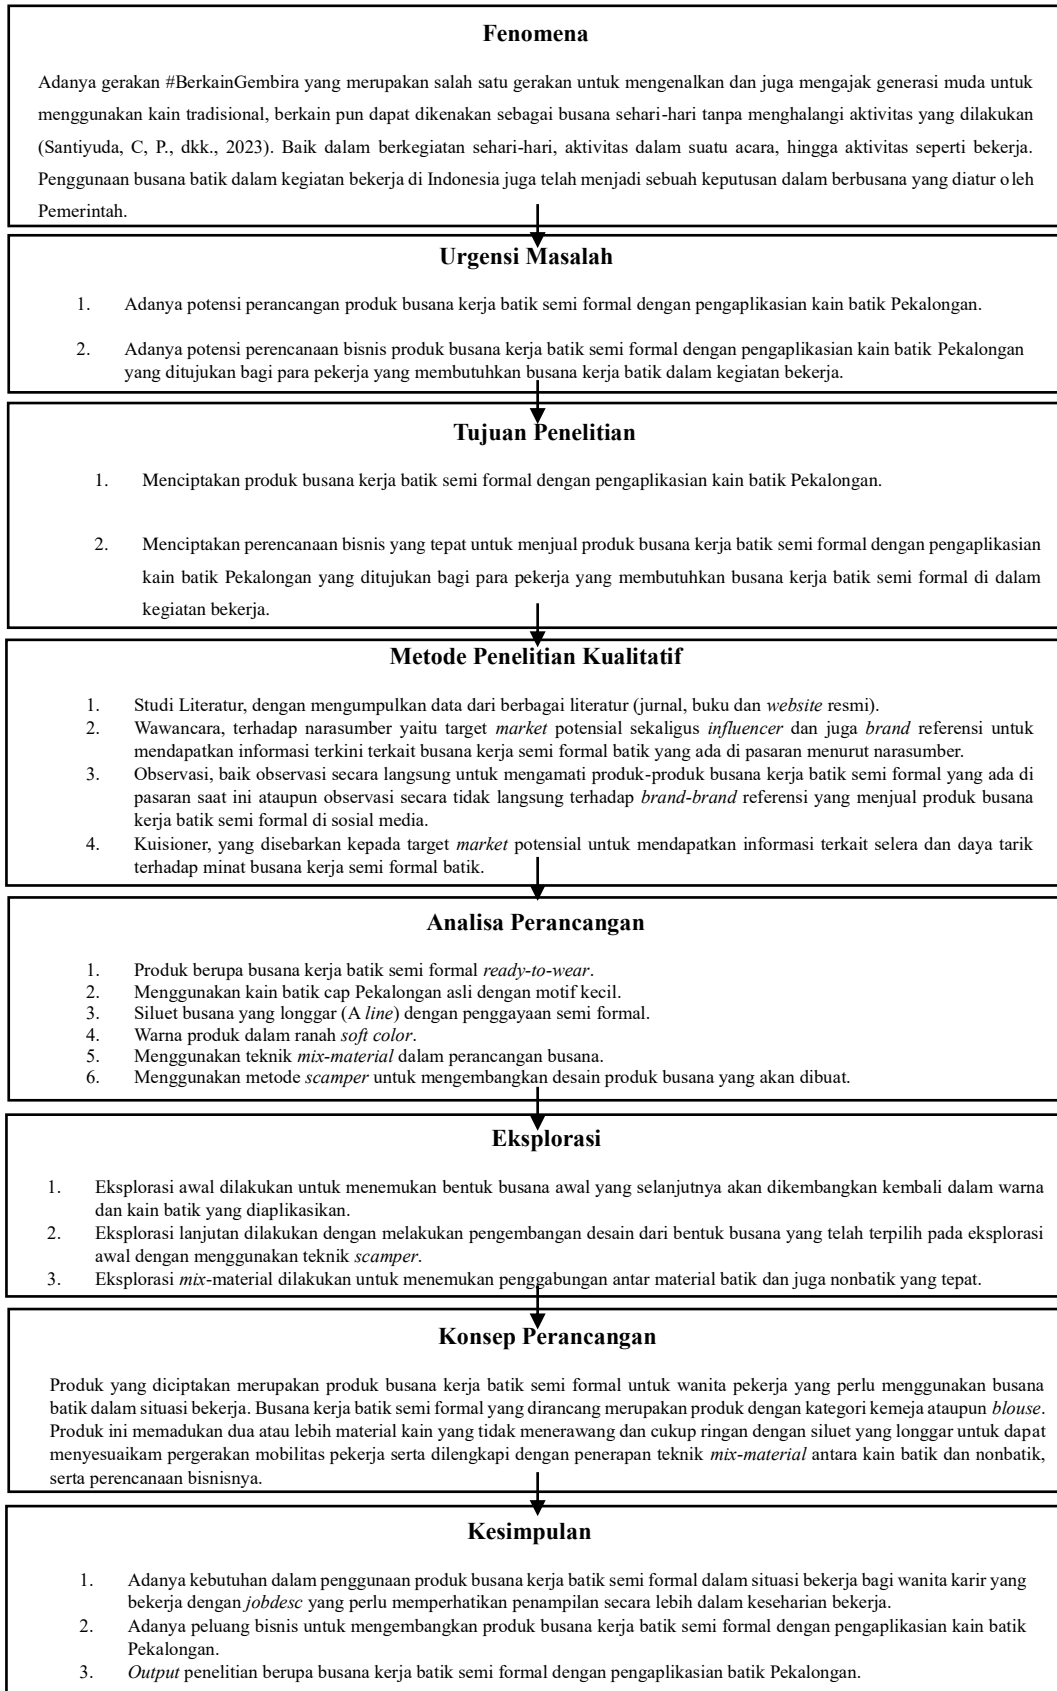 Fenomena
Adanya gerakan #BerkainGembira yang merupakan salah satu gerakan untuk mengenalkan dan juga mengajak generasi muda untuk
menggunakan kain tradisional, berkain pun dapat dikenakan sebagai busana sehari-hari tanpa menghalangi aktivitas yang dilakukan
(Santiyuda, C, P., dkk., 2023). Baik dalam berkegiatan sehari-hari, aktivitas dalam suatu acara, hingga aktivitas seperti bekerja.
Penggunaan busana batik dalam kegiatan bekerja di Indonesia juga telah menjadi sebuah keputusan dalam berbusana yang diatur oleh
Pemerintah.
Urgensi Masalah
1. Adanya potensi perancangan produk busana kerja batik semi formal dengan pengaplikasian kain batik Pekalongan.
2. Adanya potensi perencanaan bisnis produk busana kerja batik semi formal dengan pengaplikasian kain batik Pekalongan
yang ditujukan bagi para pekerja yang membutuhkan busana kerja batik dalam kegiatan bekerja.
Tujuan Penelitian
1. Menciptakan produk busana kerja batik semi formal dengan pengaplikasian kain batik Pekalongan.
2. Menciptakan perencanaan bisnis yang tepat untuk menjual produk busana kerja batik semi formal dengan pengaplikasian
kain batik Pekalongan yang ditujukan bagi para pekerja yang membutuhkan busana kerja batik semi formal di dalam
kegiatan bekerja.
Metode Penelitian Kualitatif
1. Studi Literatur, dengan mengumpulkan data dari berbagai literatur (jurnal, buku dan website resmi).
2. Wawancara, terhadap narasumber yaitu target market potensial sekaligus influencer dan juga brand referensi untuk
mendapatkan informasi terkini terkait busana kerja semi formal batik yang ada di pasaran menurut narasumber.
3. Observasi, baik observasi secara langsung untuk mengamati produk-produk busana kerja batik semi formal yang ada di
pasaran saat ini ataupun observasi secara tidak langsung terhadap brand-brand referensi yang menjual produk busana
kerja batik semi formal di sosial media.
4. Kuisioner, yang disebarkan kepada target market potensial untuk mendapatkan informasi terkait selera dan daya tarik
terhadap minat busana kerja semi formal batik.
Analisa Perancangan
1. Produk berupa busana kerja batik semi formal ready-to-wear.
2. Menggunakan kain batik cap Pekalongan asli dengan motif kecil.
3. Siluet busana yang longgar (A line) dengan penggayaan semi formal.
4. Warna produk dalam ranah soft color.
5. Menggunakan teknik mix-material dalam perancangan busana.
6. Menggunakan metode scamper untuk mengembangkan desain produk busana yang akan dibuat.
Eksplorasi
1. Eksplorasi awal dilakukan untuk menemukan bentuk busana awal yang selanjutnya akan dikembangkan kembali dalam warna
dan kain batik yang diaplikasikan.
2. Eksplorasi lanjutan dilakukan dengan melakukan pengembangan desain dari bentuk busana yang telah terpilih pada eksplorasi
awal dengan menggunakan teknik scamper.
3. Eksplorasi mix-material dilakukan untuk menemukan penggabungan antar material batik dan juga nonbatik yang tepat.
Konsep Perancangan
Produk yang diciptakan merupakan produk busana kerja batik semi formal untuk wanita pekerja yang perlu menggunakan busana
batik dalam situasi bekerja. Busana kerja batik semi formal yang dirancang merupakan produk dengan kategori kemeja ataupun blouse.
Produk ini memadukan dua atau lebih material kain yang tidak menerawang dan cukup ringan dengan siluet yang longgar untuk dapat
menyesuaikam pergerakan mobilitas pekerja serta dilengkapi dengan penerapan teknik mix-material antara kain batik dan nonbatik,
serta perencanaan bisnisnya.
Kesimpulan
1. Adanya kebutuhan dalam penggunaan produk busana kerja batik semi formal dalam situasi bekerja bagi wanita karir yang
bekerja dengan jobdesc yang perlu memperhatikan penampilan secara lebih dalam keseharian bekerja.
2. Adanya peluang bisnis untuk mengembangkan produk busana kerja batik semi formal dengan pengaplikasian kain batik
Pekalongan.
3. Output penelitian berupa busana kerja batik semi formal dengan pengaplikasian batik Pekalongan.